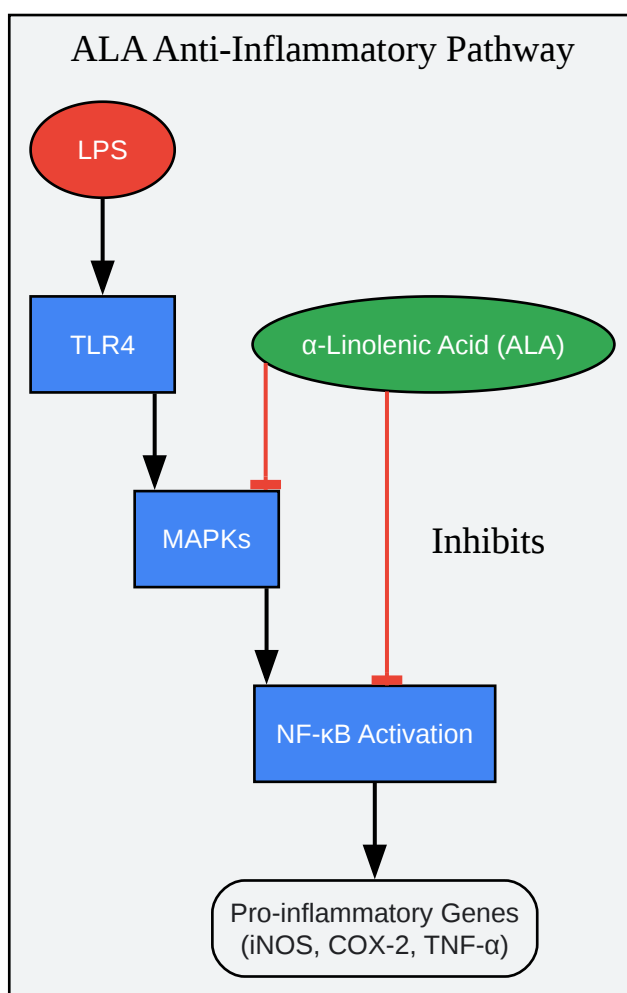 ALA Anti-Inflammatory Pathway
LPS
TLR4
α-Linolenic Acid (ALA)
MAPKs
Inhibits
NF-κB Activation
Pro-inflammatory Genes
(iNOS, COX-2, TNF-α)